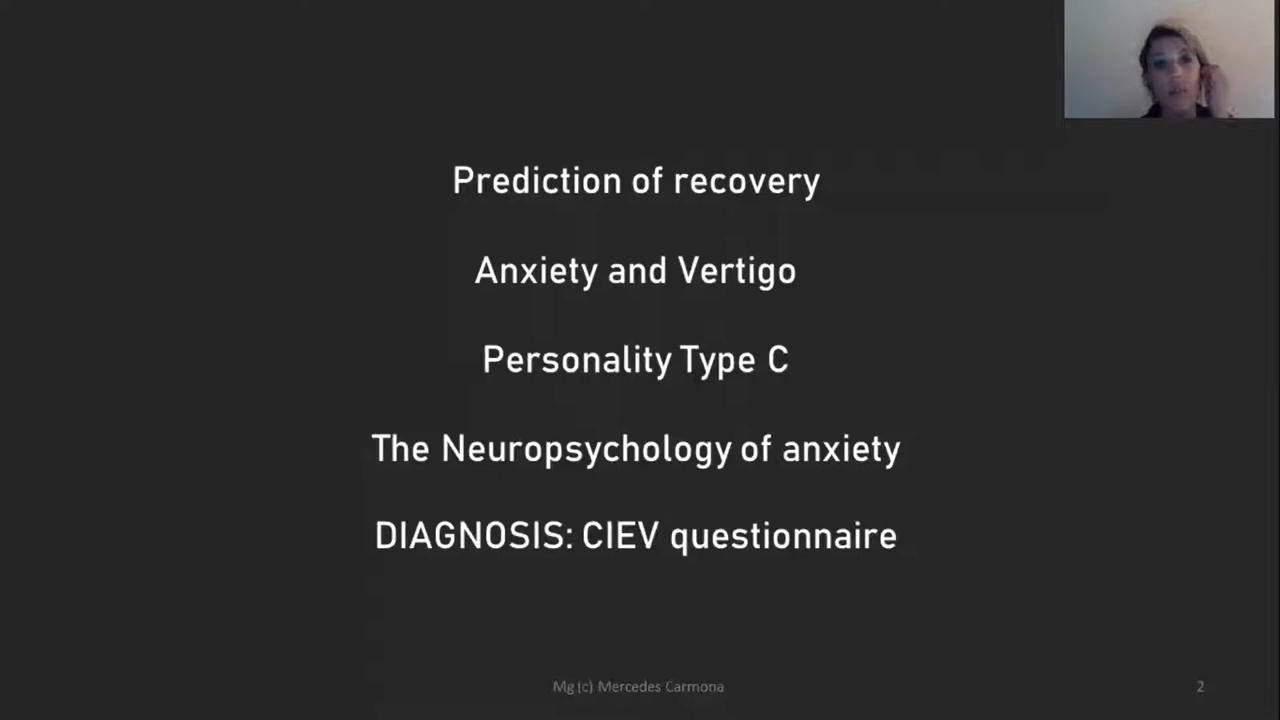 Prediction of recovery
Anxiety and Vertigo
Personality Type C
The Neuropsychology of anxiety
DIAGNOSIS: CIEV questionnaire
Mg (c) Mercedes Carmona
2